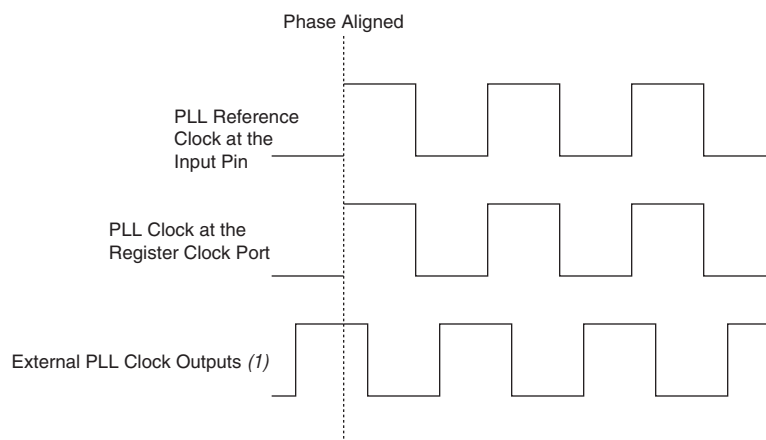 Phase Aligned
PLL Reference
Clock at the
Input Pin
PLL Clock at the
Register Clock Port
External PLL Clock Outputs (1)